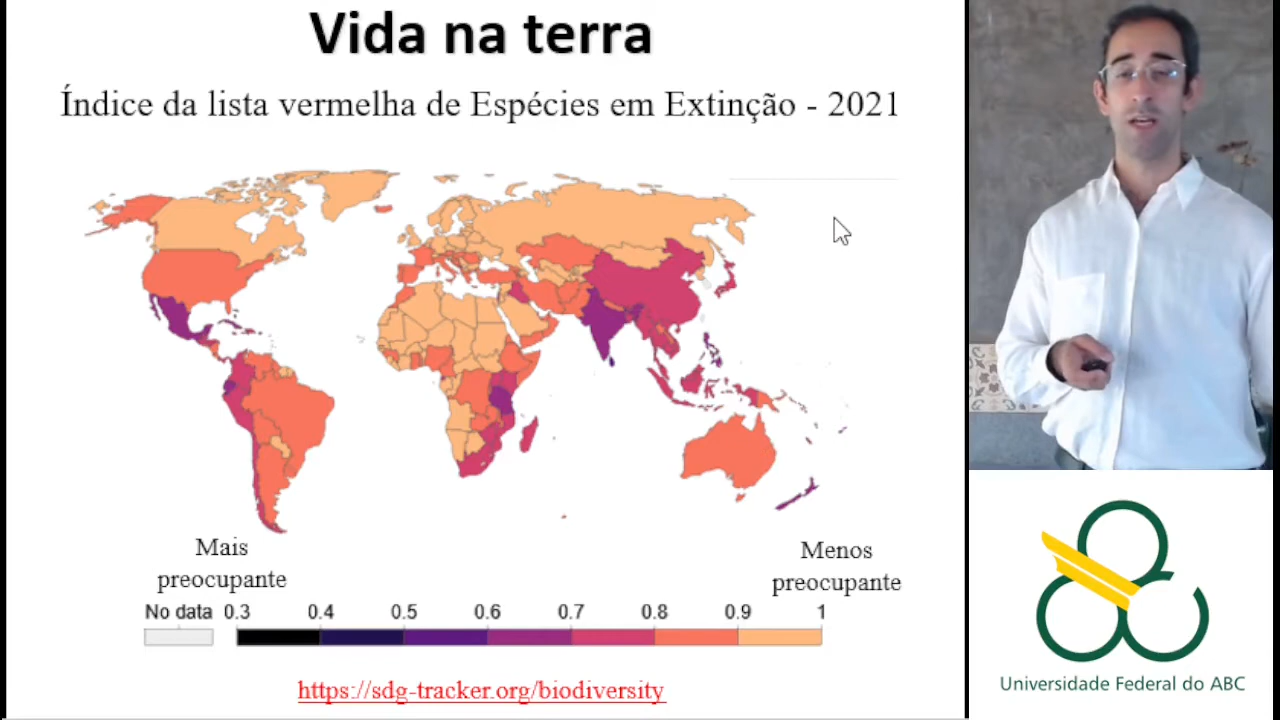 Vida na terra
Índice da lista vermelha de Espécies em Extinção - 2021
Mais
preocupante
Menos
preocupante
No data 0.3 0.4 0.5 0.6 0.7 0.8 0.9 1
https://sdg-tracker.org/biodiversity
Universidade Federal do ABC